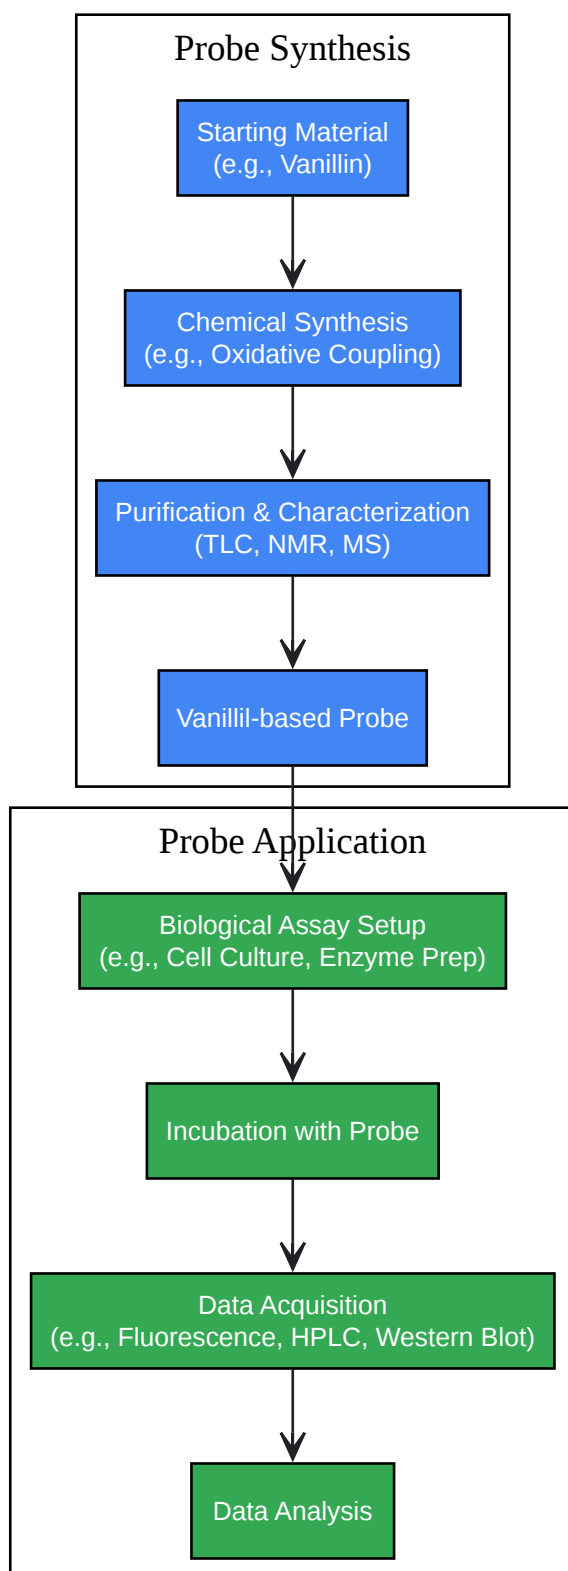 Probe Synthesis
Starting Material
(e.g., Vanillin)
Chemical Synthesis
(e.g., Oxidative Coupling)
Purification & Characterization
(TLC, NMR, MS)
Vanillil-based Probe
Probe Application
Biological Assay Setup
(e.g., Cell Culture, Enzyme Prep)
Incubation with Probe
Data Acquisition
(e.g., Fluorescence, HPLC, Western Blot)
Data Analysis